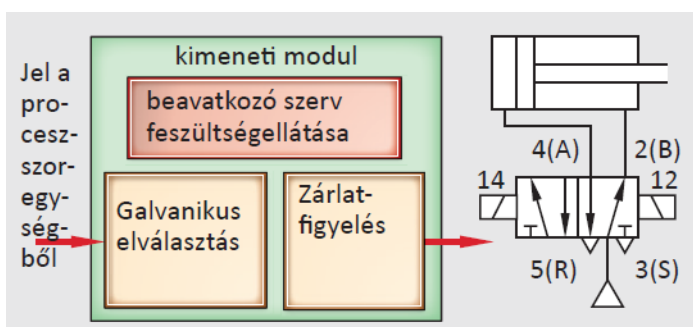 Jel a
pro-
cesz-
szor-
egy-
ség-
ből
kimeneti modul
beavatkozó szerv
feszültségellátása
Galvanikus
elválasztás
Zárlat-
figyelés
4(A)
2(B)
14
12
5(R)
3(S)